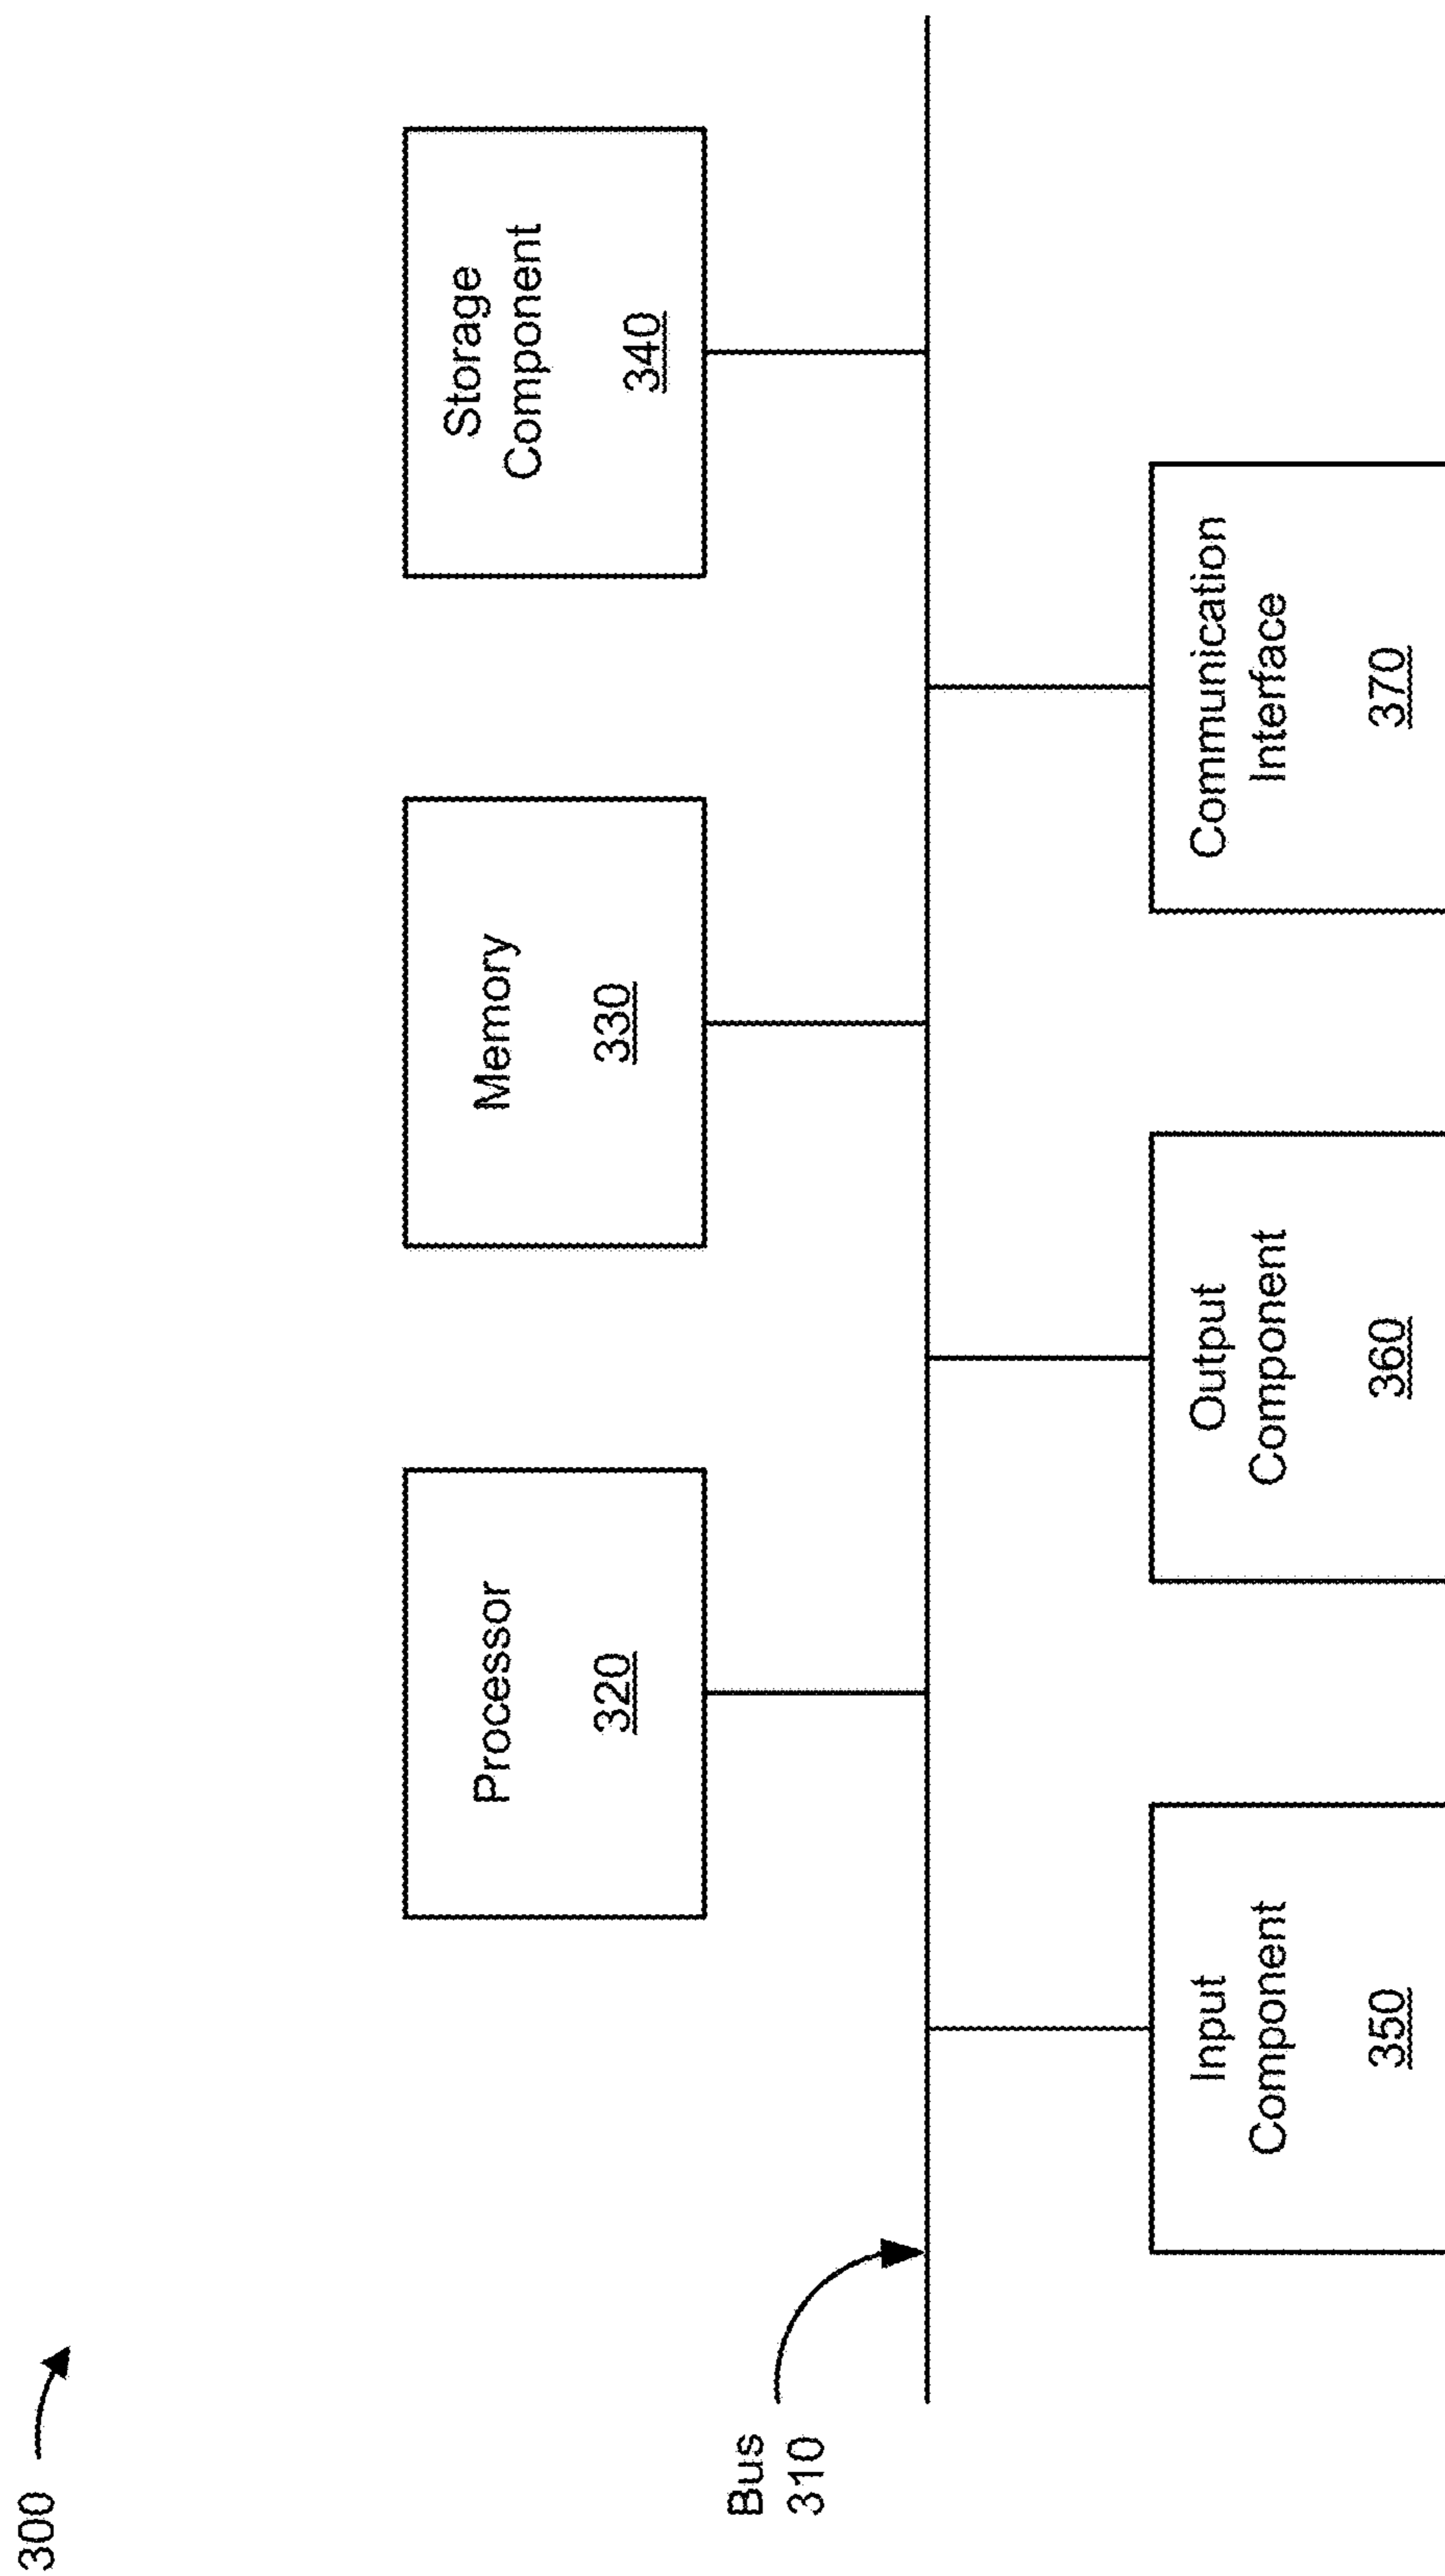 300
Processor
320
Memory
330
Storage
Component
340
Bus
310
Input
Component
350
Output
Component
360
Communication
Interface
370